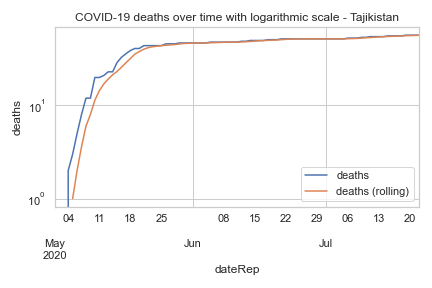 COVID-19 deaths over time with logarithmic scale - Tajikistan
deaths
10¹
10⁰
deaths
deaths (rolling)
04 11 18 25 08 15 22 29 06 13 20
May Jun Jul
2020
dateRep